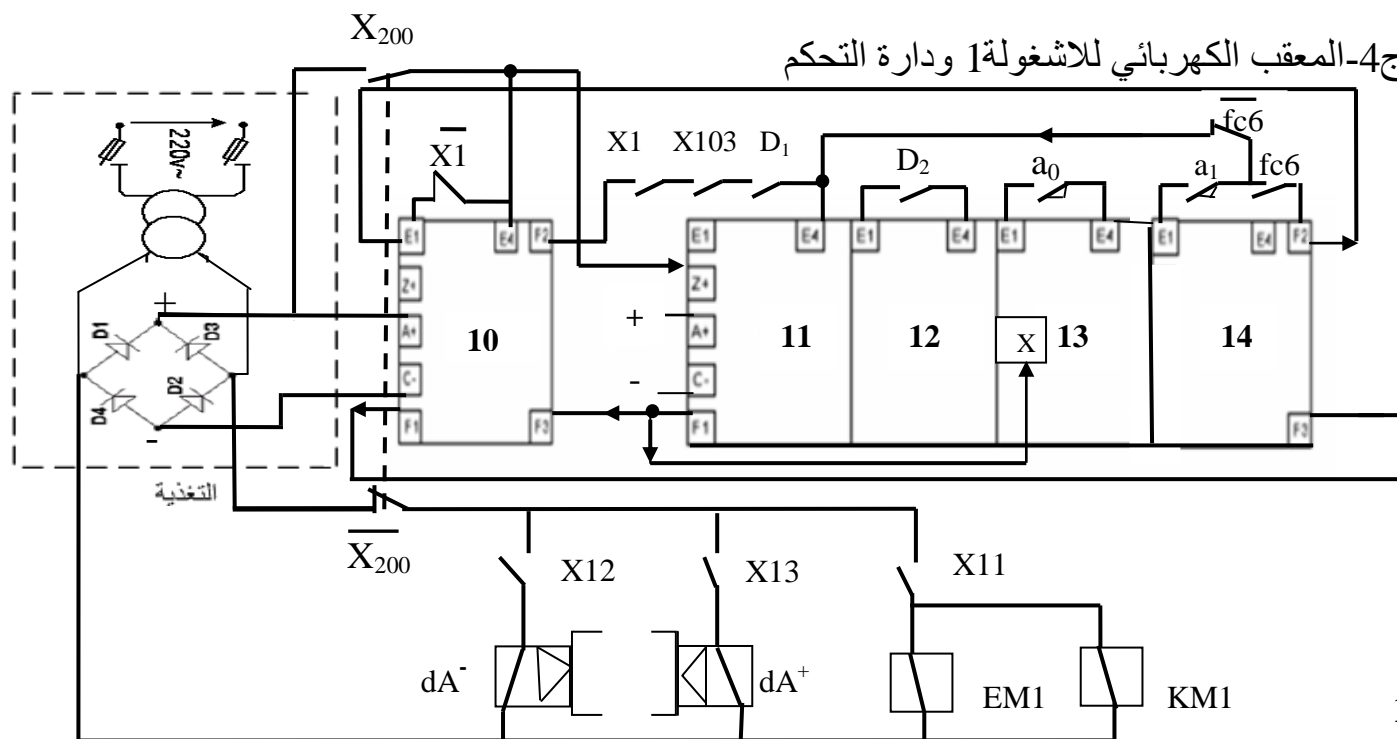 X200
ج4-المعقب الكهربائي للاشغولة1 ودارة التحكم
220v~
X1
X1 X103 D1
D2
a0
a1
fc6
fc6
E1 E4 F2
Z+
A+
C-
F1 F3
10
+
-
E1 E4
Z+
A+
C-
F1
11
E1 E4
12
E1 E4
X
13
E1 E4 F2
14
F3
+
D1 D3
D4 D2
-
التغذية
X200
X12 X13 X11
dA- dA+ EM1 KM1